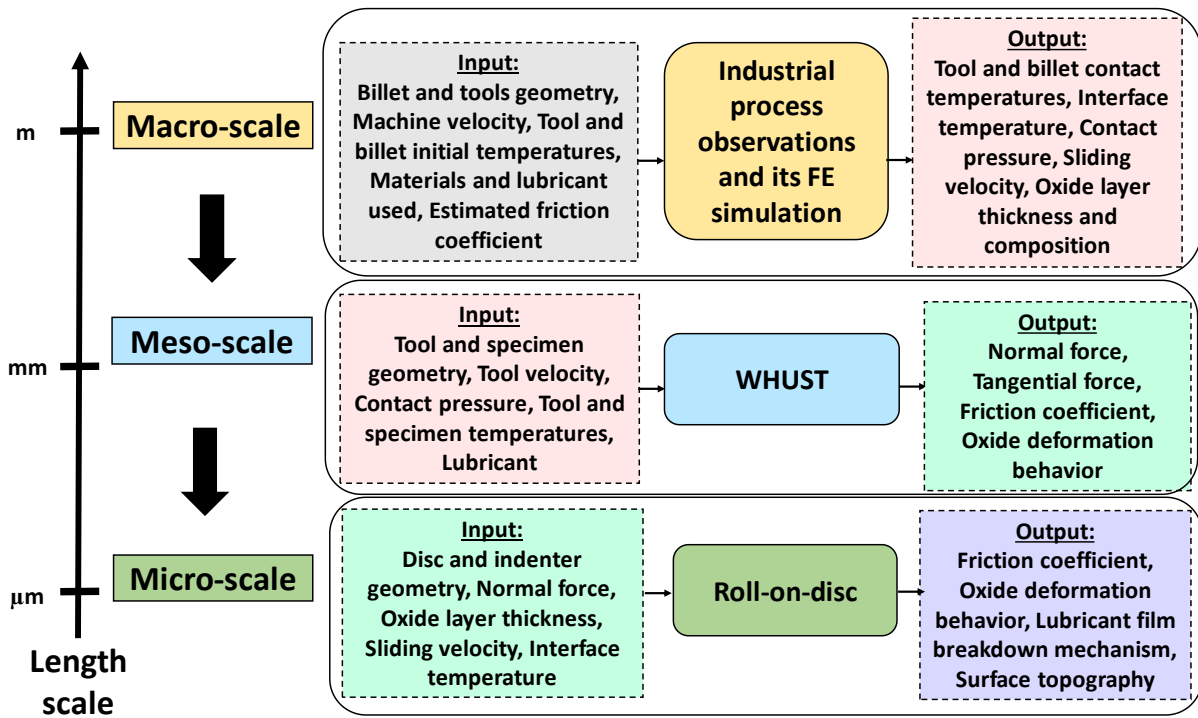 m
Macro-scale
Input:
Billet and tools geometry,
Machine velocity, Tool and
billet initial temperatures,
Materials and lubricant
used, Estimated friction
coefficient
Industrial
process
observations
and its FE
simulation
Output:
Tool and billet contact
temperatures, Interface
temperature, Contact
pressure, Sliding
velocity, Oxide layer
thickness and
composition
mm
Meso-scale
Input:
Tool and specimen
geometry, Tool velocity,
Contact pressure, Tool and
specimen temperatures,
Lubricant
WHUST
Output:
Normal force,
Tangential force,
Friction coefficient,
Oxide deformation
behavior
μm
Micro-scale
Input:
Disc and indenter
geometry, Normal force,
Oxide layer thickness,
Sliding velocity, Interface
temperature
Roll-on-disc
Output:
Friction coefficient,
Oxide deformation
behavior, Lubricant film
breakdown mechanism,
Surface topography
Length
scale